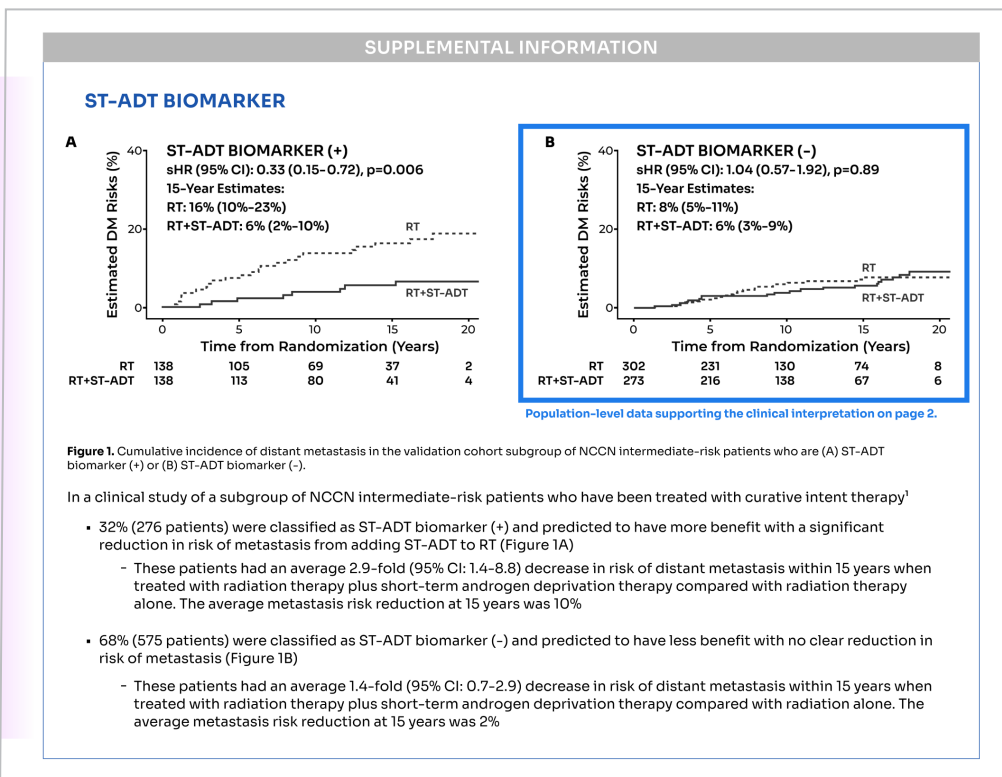 SUPPLEMENTAL INFORMATION
ST-ADT BIOMARKER
A
Estimated DM Risks (%)
40
20
0
ST-ADT BIOMARKER (+)
sHR (95% CI): 0.33 (0.15-0.72), p=0.006
15-Year Estimates:
RT: 16% (10%-23%)
RT+ST-ADT: 6% (2%-10%)
RT
RT+ST-ADT
0 5 10 15 20
Time from Randomization (Years)
RT 138 105 69 37 2
RT+ST-ADT 138 113 80 41 4
B
Estimated DM Risks (%)
40
20
0
ST-ADT BIOMARKER (-)
sHR (95% CI): 1.04 (0.57-1.92), p=0.89
15-Year Estimates:
RT: 8% (5%-11%)
RT+ST-ADT: 6% (3%-9%)
RT
RT+ST-ADT
0 5 10 15 20
Time from Randomization (Years)
RT 302 231 130 74 8
RT+ST-ADT 273 216 138 67 6
Population-level data supporting the clinical interpretation on page 2.
Figure 1. Cumulative incidence of distant metastasis in the validation cohort subgroup of NCCN intermediate-risk patients who are (A) ST-ADT
biomarker (+) or (B) ST-ADT biomarker (-).
In a clinical study of a subgroup of NCCN intermediate-risk patients who have been treated with curative intent therapy¹
▪ 32% (276 patients) were classified as ST-ADT biomarker (+) and predicted to have more benefit with a significant
reduction in risk of metastasis from adding ST-ADT to RT (Figure 1A)
- These patients had an average 2.9-fold (95% CI: 1.4-8.8) decrease in risk of distant metastasis within 15 years when
treated with radiation therapy plus short-term androgen deprivation therapy compared with radiation therapy
alone. The average metastasis risk reduction at 15 years was 10%
▪ 68% (575 patients) were classified as ST-ADT biomarker (-) and predicted to have less benefit with no clear reduction in
risk of metastasis (Figure 1B)
- These patients had an average 1.4-fold (95% CI: 0.7-2.9) decrease in risk of distant metastasis within 15 years when
treated with radiation therapy plus short-term androgen deprivation therapy compared with radiation alone. The
average metastasis risk reduction at 15 years was 2%